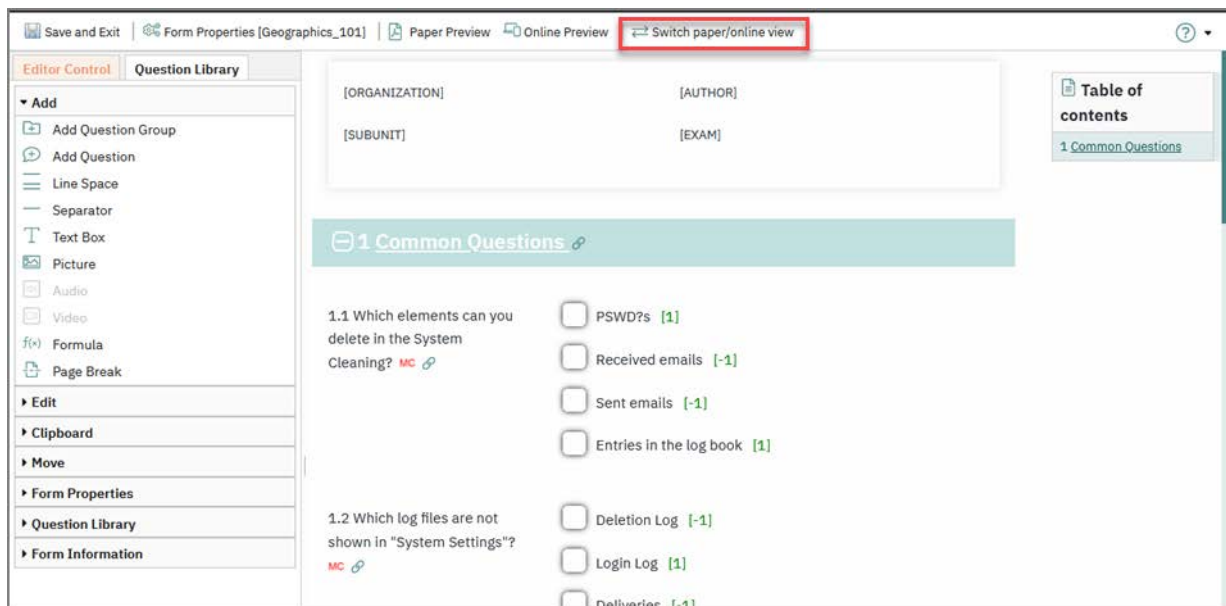 Save and Exit
Form Properties [Geographics_101]
Paper Preview
Online Preview
Switch paper/online view
?
Editor Control
Question Library
Add
Add Question Group
Add Question
Line Space
Separator
Text Box
Picture
Audio
Video
f(x) Formula
Page Break
Edit
Clipboard
Move
Form Properties
Question Library
Form Information
[ORGANIZATION]
[AUTHOR]
[SUBUNIT]
[EXAM]
1 Common Questions
1.1 Which elements can you
delete in the System
Cleaning? MC
PSWD?s [1]
Received emails [-1]
Sent emails [-1]
Entries in the log book [1]
1.2 Which log files are not
shown in "System Settings"?
MC
Deletion Log [-1]
Login Log [1]
Deliveries [-1]
Table of
contents
1 Common Questions